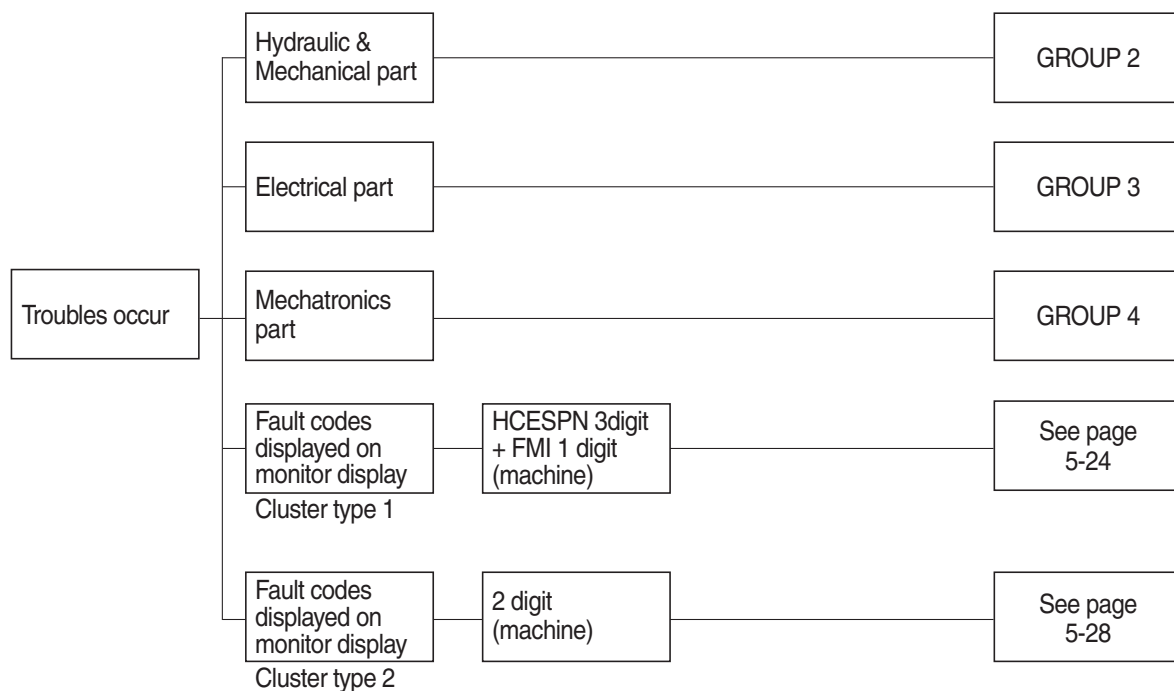 Hydraulic &
Mechanical part
GROUP 2
Electrical part
GROUP 3
Troubles occur
Mechatronics
part
GROUP 4
Fault codes
displayed on
monitor display
Cluster type 1
HCESPN 3digit
+ FMI 1 digit
(machine)
See page
5-24
Fault codes
displayed on
monitor display
Cluster type 2
2 digit
(machine)
See page
5-28